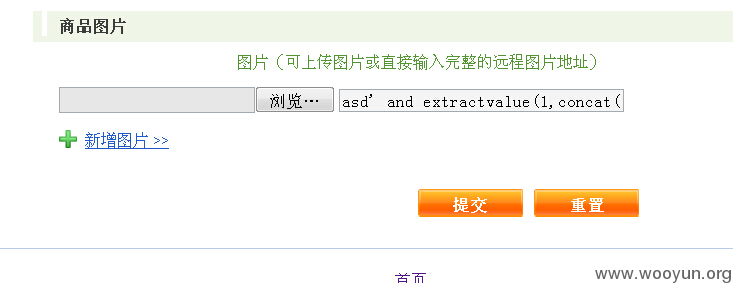 商品图片
图片（可上传图片或直接输入完整的远程图片地址）
浏览… asd' and extractvalue(1,concat(
新增图片 >>
提交 重置
首页
www.wooyun.org